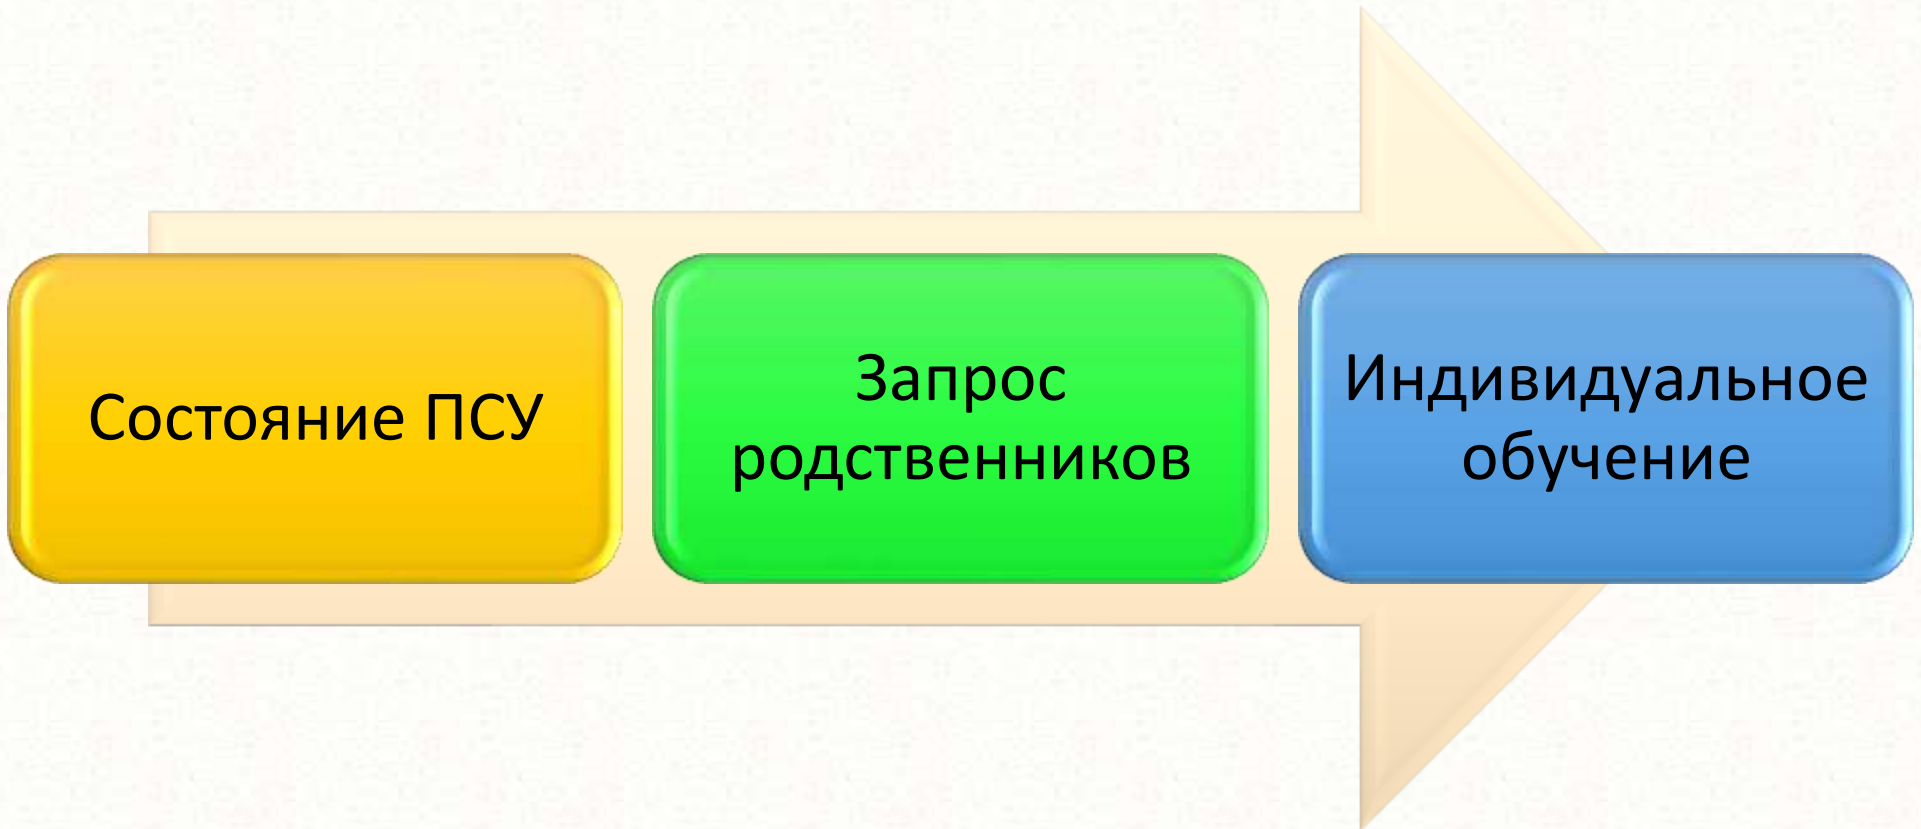 Состояние ПСУ
Запрос
родственников
Индивидуальное
обучение